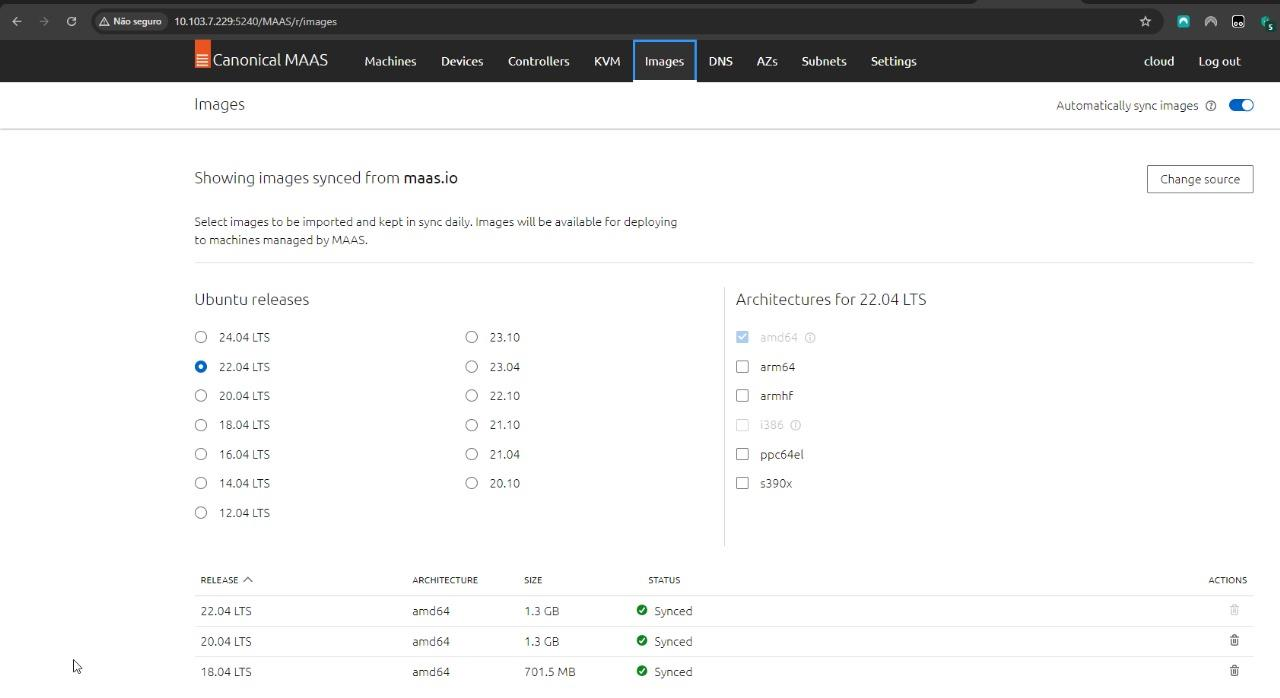 Não seguro 10.103.7.229:5240/MAAS/r/images
Canonical MAAS Machines Devices Controllers KVM Images DNS AZs Subnets Settings cloud Log out
Images Automatically sync images
Showing images synced from maas.io Change source
Select images to be imported and kept in sync daily. Images will be available for deploying
to machines managed by MAAS.
Ubuntu releases Architectures for 22.04 LTS
24.04 LTS 23.10 amd64
22.04 LTS 23.04 arm64
20.04 LTS 22.10 armhf
18.04 LTS 21.10 i386
16.04 LTS 21.04 ppc64el
14.04 LTS 20.10 s390x
12.04 LTS
RELEASE ARCHITECTURE SIZE STATUS ACTIONS
22.04 LTS amd64 1.3 GB Synced
20.04 LTS amd64 1.3 GB Synced
18.04 LTS amd64 701.5 MB Synced